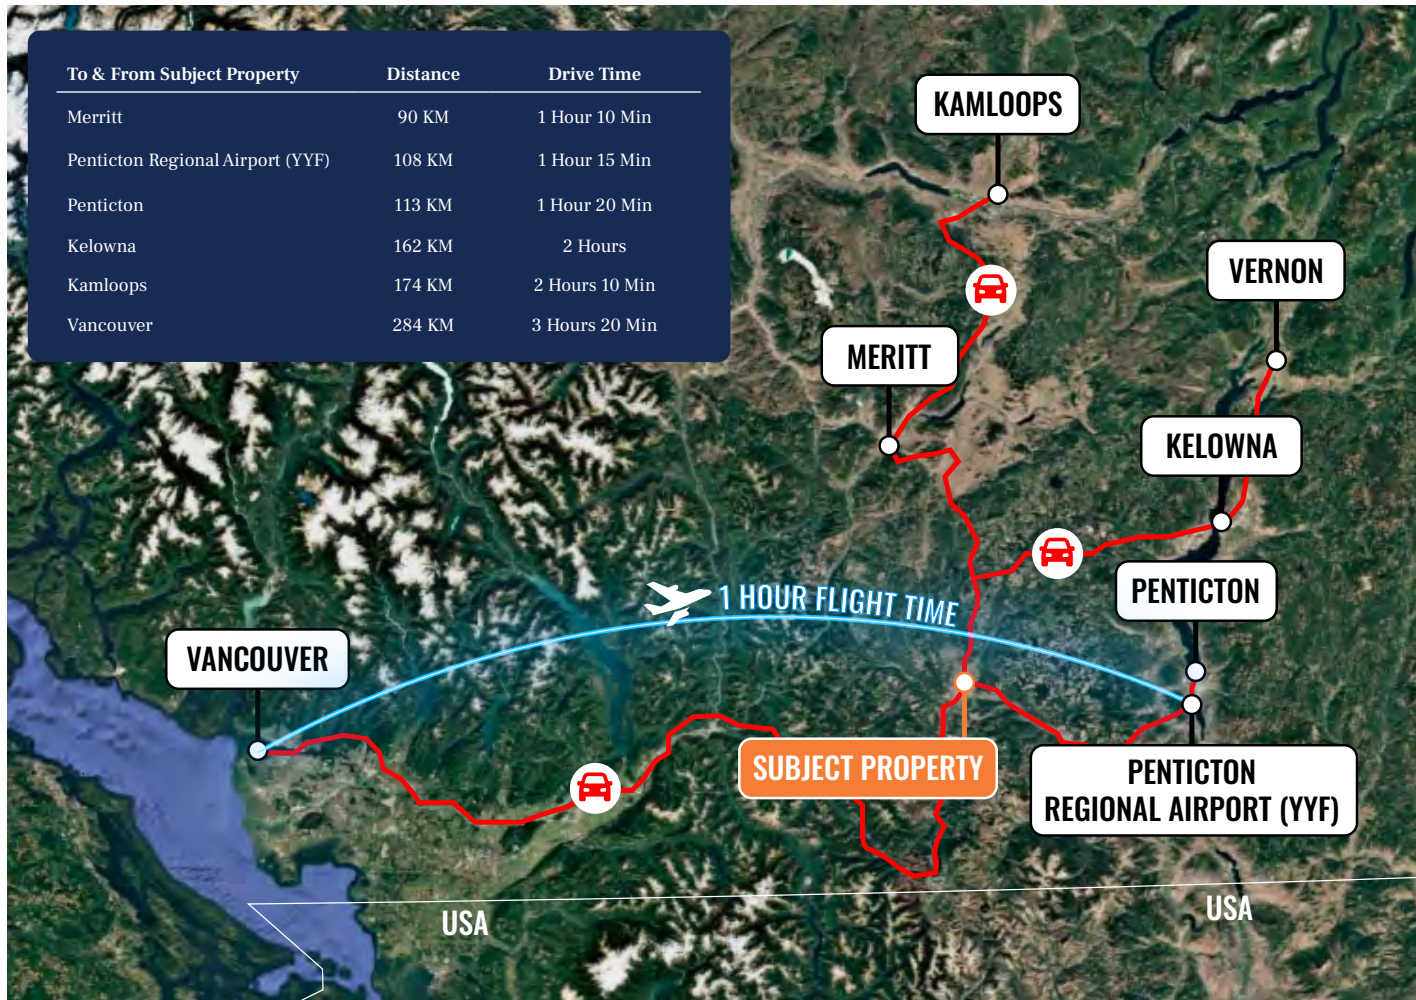 To & From Subject Property Distance Drive Time
Merritt 90 KM 1 Hour 10 Min
Penticton Regional Airport (YYF) 108 KM 1 Hour 15 Min
Penticton 113 KM 1 Hour 20 Min
Kelowna 162 KM 2 Hours
Kamloops 174 KM 2 Hours 10 Min
Vancouver 284 KM 3 Hours 20 Min
KAMLOOPS
VERNON
MERITT
KELOWNA
PENTICTON
1 HOUR FLIGHT TIME
VANCOUVER
SUBJECT PROPERTY
PENTICTON
REGIONAL AIRPORT (YYF)
USA
USA